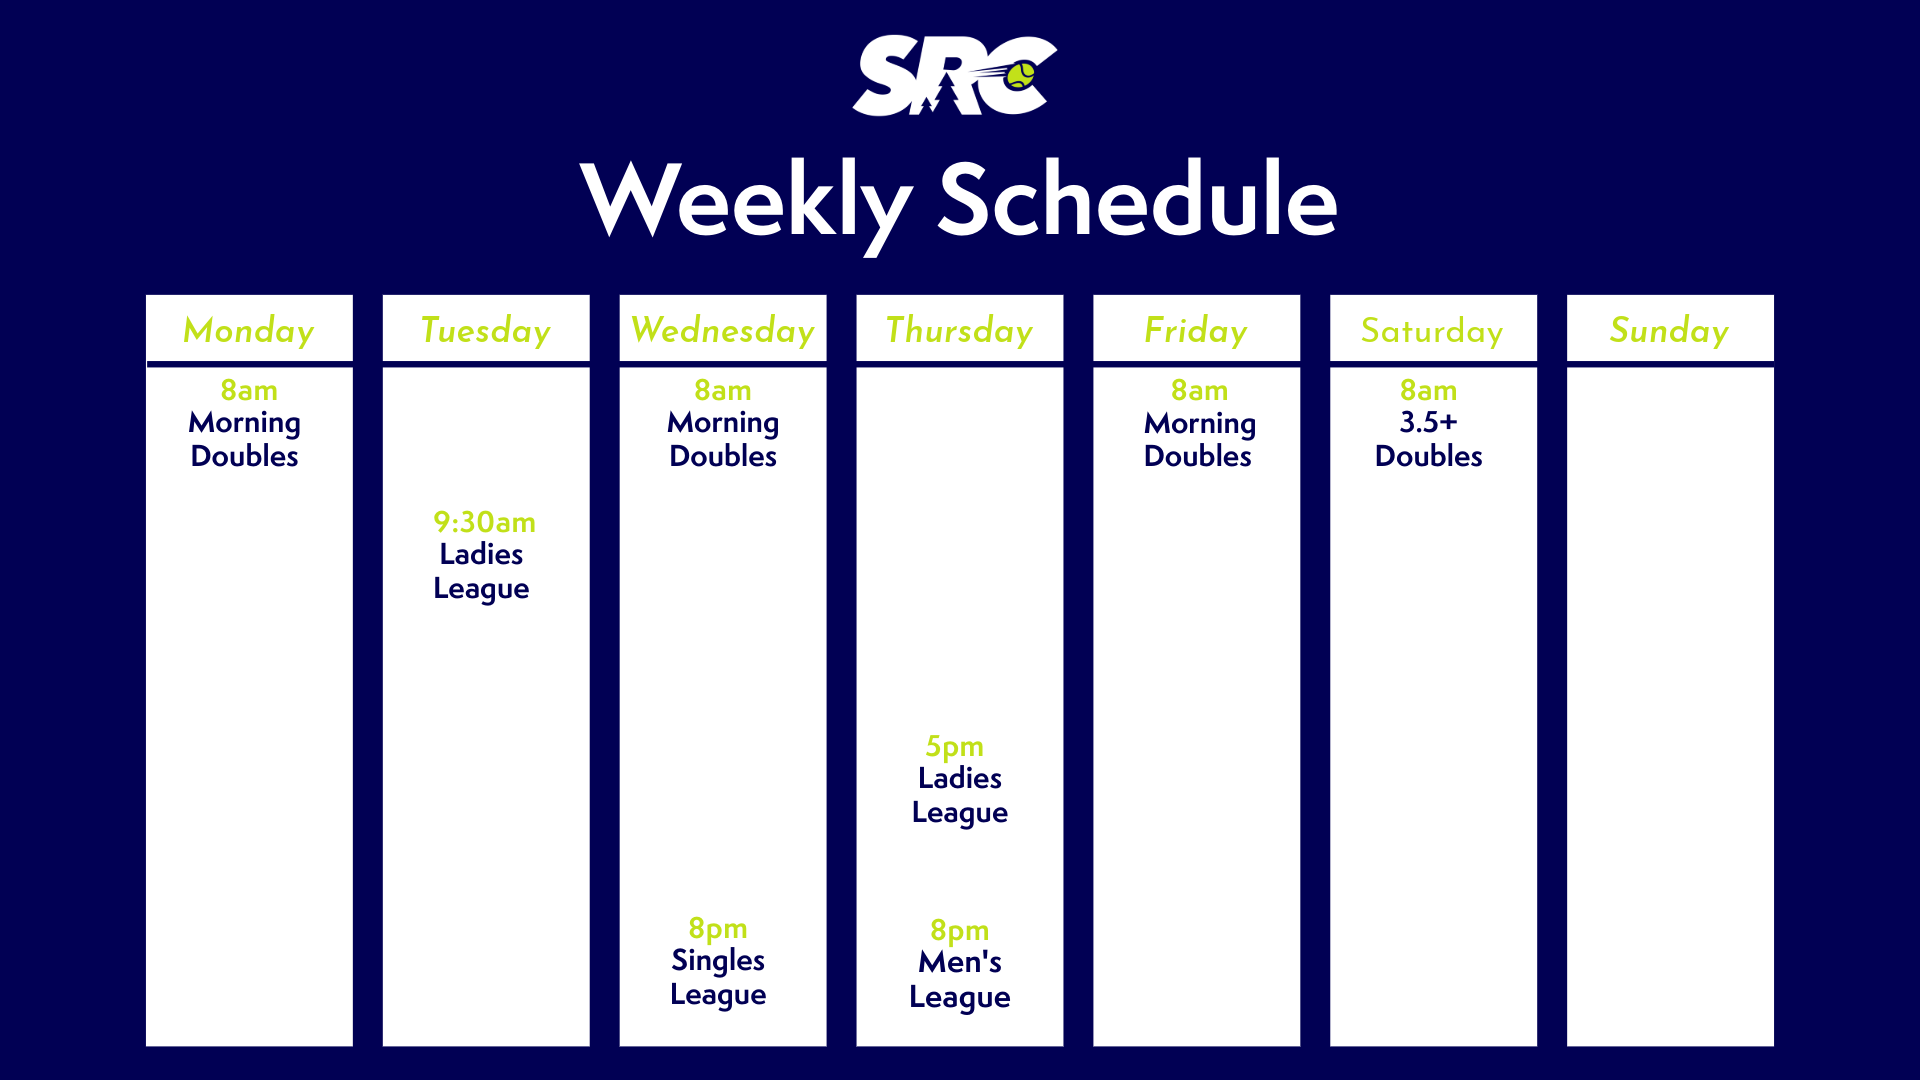 SRC
Weekly Schedule
Monday
8am
Morning
Doubles
Tuesday
9:30am
Ladies
League
Wednesday
8am
Morning
Doubles
8pm
Singles
League
Thursday
5pm
Ladies
League
8pm
Men's
League
Friday
8am
Morning
Doubles
Saturday
8am
3.5+
Doubles
Sunday